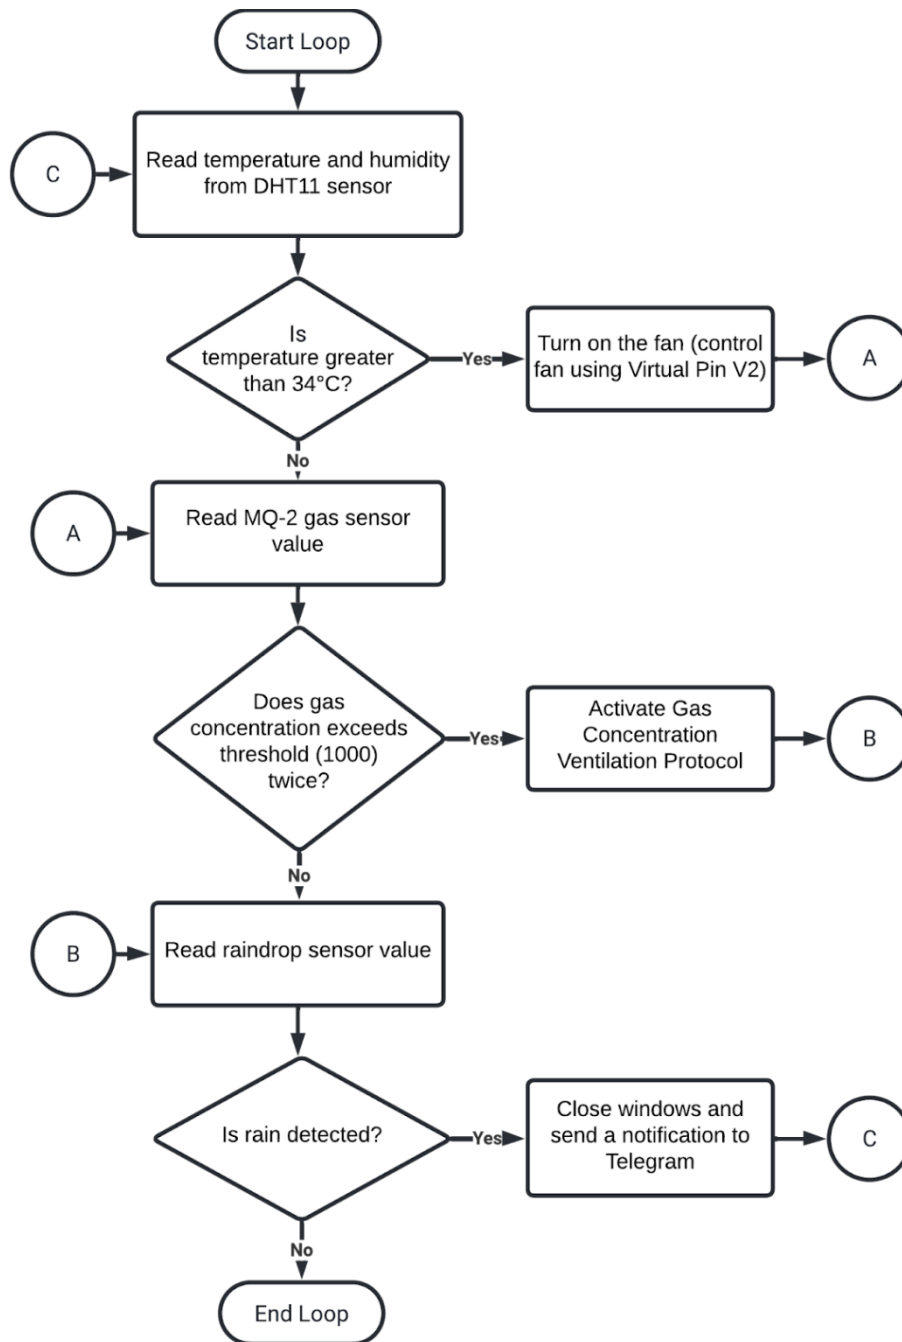 Start Loop
C
Read temperature and humidity
from DHT11 sensor
Is
temperature greater
than 34°C?
Yes
Turn on the fan (control
fan using Virtual Pin V2)
A
No
A
Read MQ-2 gas sensor
value
Does gas
concentration exceeds
threshold (1000)
twice?
Yes
Activate Gas
Concentration
Ventilation Protocol
B
No
B
Read raindrop sensor value
Is rain detected?
Yes
Close windows and
send a notification to
Telegram
C
No
End Loop